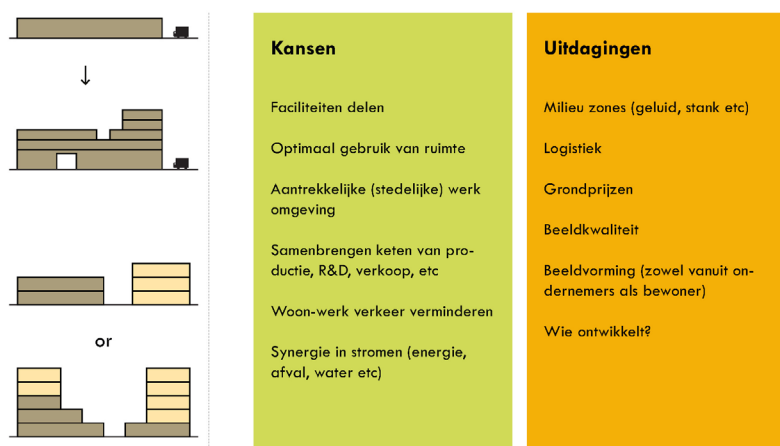 or
Kansen
Faciliteiten delen
Optimaal gebruik van ruimte
Aantrekkelijke (stedelijke) werk
omgeving
Samenbrengen keten van pro-
ductie, R&D, verkoop, etc
Woon-werk verkeer verminderen
Synergie in stromen (energie,
afval, water etc)
Uitdagingen
Milieu zones (geluid, stank etc)
Logistiek
Grondprijzen
Beeldkwaliteit
Beeldvorming (zowel vanuit on-
dernemers als bewoner)
Wie ontwikkelt?